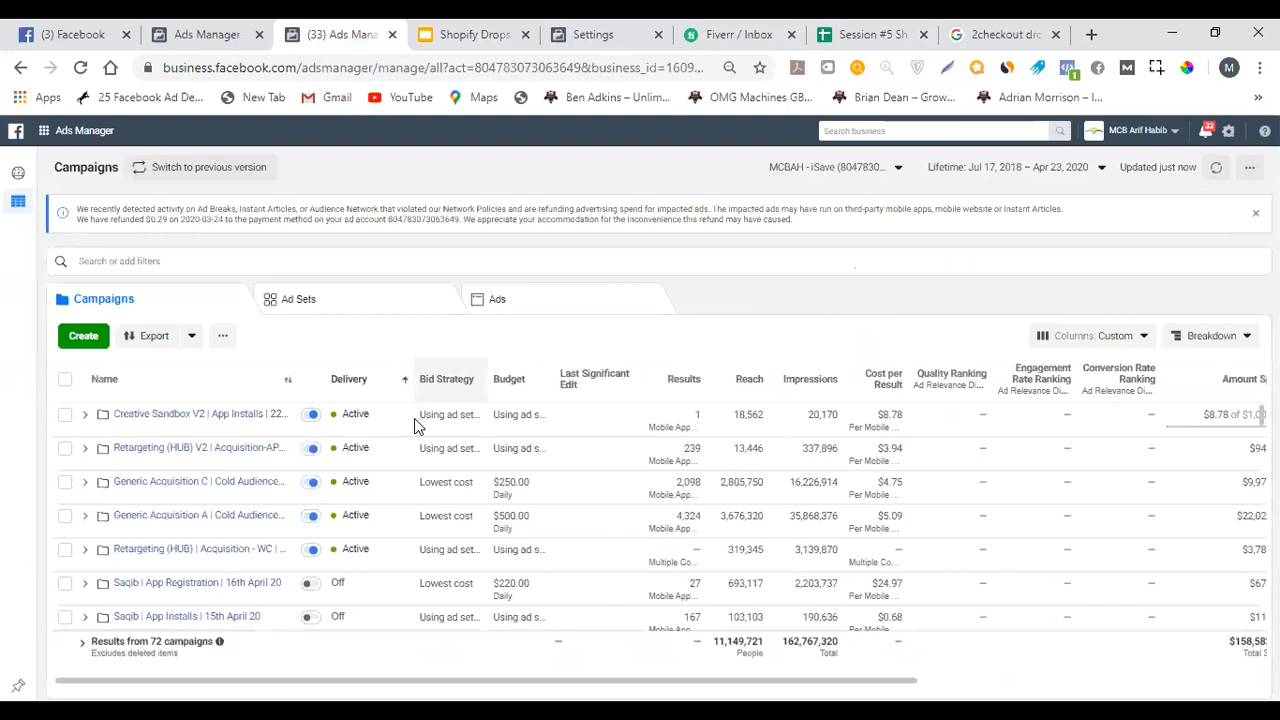 (3) Facebook
Ads Manager
(33) Ads Mana
Shopify Drops
Settings
Fiverr / Inbox
Session #5 Sh
2checkout dro
business.facebook.com/adsmanager/manage/all?act=804783073063649&business_id=1609...
M
Apps
25 Facebook Ad De...
New Tab
Gmail
YouTube
Maps
Ben Adkins – Unlim...
OMG Machines GB...
Brian Dean – Grow...
Adrian Morrison – I...
Ads Manager
Search business
MCB Arif Habib
33
Campaigns
Switch to previous version
MCBAH - iSave (8047830...
Lifetime: Jul 17, 2018 – Apr 23, 2020
Updated just now
We recently detected activity on Ad Breaks, Instant Articles, or Audience Network that violated our Network Policies and are refunding advertising spend for impacted ads. The impacted ads may have run on third-party mobile apps, mobile website or Instant Articles.
We have refunded $0.29 on 2020-03-24 to the payment method on your ad account 804783073063649. We appreciate your accommodation for the inconvenience this refund may have caused.
Search or add filters
Campaigns
Ad Sets
Ads
Create
Export
Columns: Custom
Breakdown
Name
Delivery
Bid Strategy
Budget
Last Significant Edit
Results
Reach
Impressions
Cost per Result
Quality Ranking
Ad Relevance Di...
Engagement Rate Ranking
Ad Relevance Di...
Conversion Rate Ranking
Ad Relevance Di...
Amount S
Creative Sandbox V2 | App Installs | 22... Active Using ad set... Using ad s... 1 18,562 20,170 $8.78 — — — $8.78 of $1,0
Mobile App... Per Mobile ...
Retargeting (HUB) V2 | Acquisition-AP... Active Using ad set... Using ad s... 239 13,446 337,896 $3.94 — — — $94
Mobile App... Per Mobile ...
Generic Acquisition C | Cold Audience... Active Lowest cost $250.00 2,098 2,805,750 16,226,914 $4.75 — — — $9,97
Daily Mobile App... Per Mobile ...
Generic Acquisition A | Cold Audience... Active Lowest cost $500.00 4,324 3,676,320 35,868,376 $5.09 — — — $22,02
Daily Mobile App... Per Mobile ...
Retargeting (HUB) | Acquisition - WC | ... Active Using ad set... Using ad s... — 319,345 3,139,870 — — — — $3,78
Multiple Co... Multiple Co...
Saqib | App Registration | 16th April 20 Off Lowest cost $220.00 27 693,117 2,203,737 $24.97 — — — $67
Daily Mobile App... Per Mobile ...
Saqib | App Installs | 15th April 20 Off Using ad set... Using ad s... 167 103,103 190,636 $0.68 — — — $11
Mobile App... Per Mobile ...
Results from 72 campaigns — — 11,149,721 162,767,320 — $158,58
Excludes deleted items People Total Total S